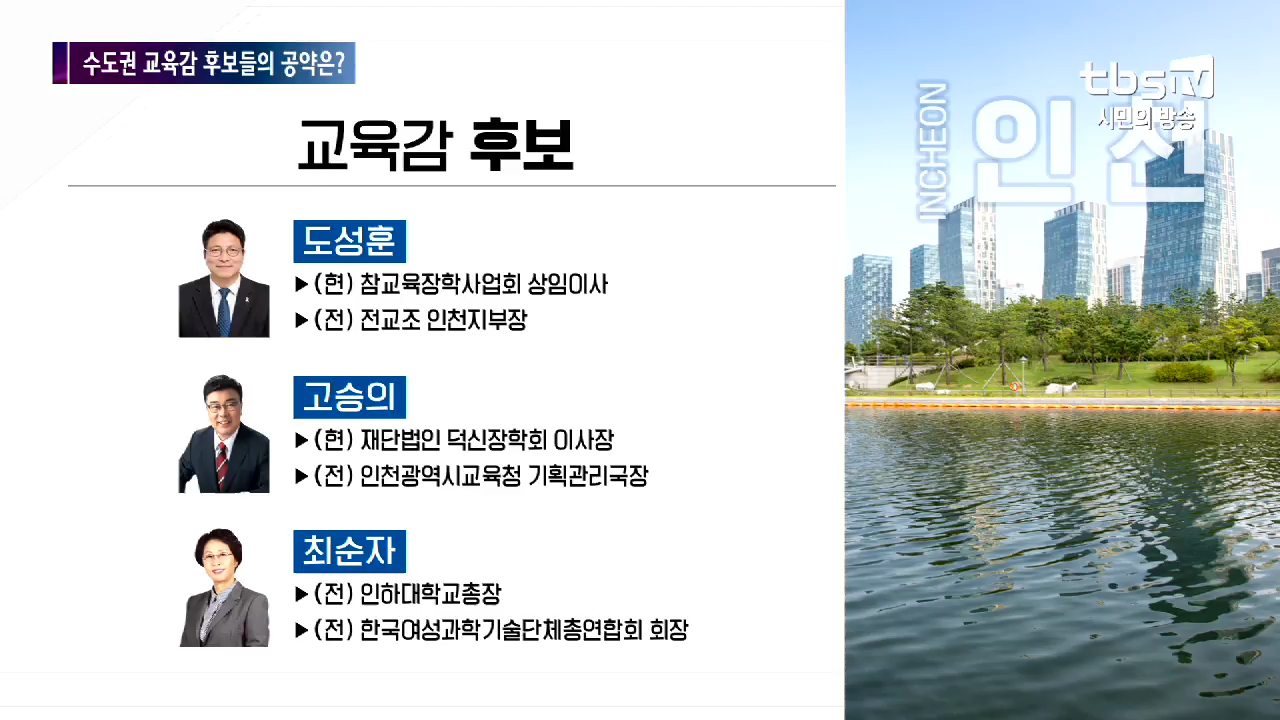 수도권 교육감 후보들의 공약은?
교육감 후보
도성훈
▶(현) 참교육장학사업회 상임이사
▶(전) 전교조 인천지부장
고승의
▶(현) 재단법인 덕신장학회 이사장
▶(전) 인천광역시교육청 기획관리국장
최순자
▶(전) 인하대학교총장
▶(전) 한국여성과학기술단체총연합회 회장
INCHEON
인천
tbsTV
시민의 방송